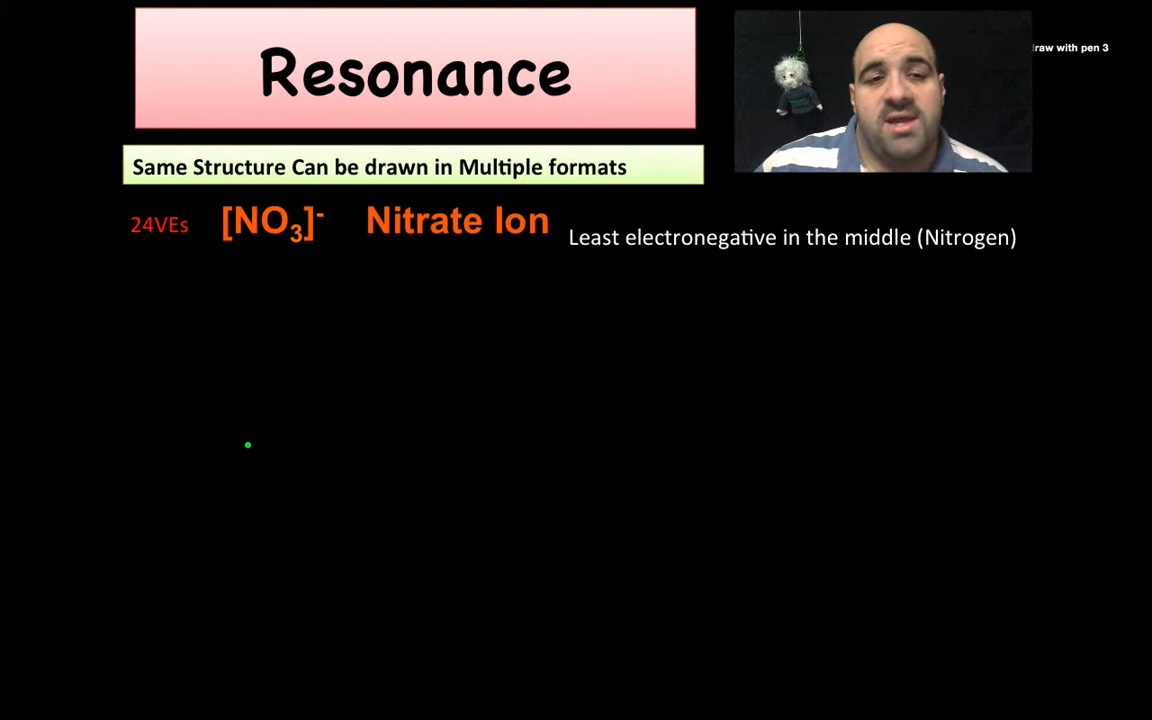 Resonance
raw with pen 3
Same Structure Can be drawn in Multiple formats
24VEs [NO₃]⁻ Nitrate Ion
Least electronegative in the middle (Nitrogen)